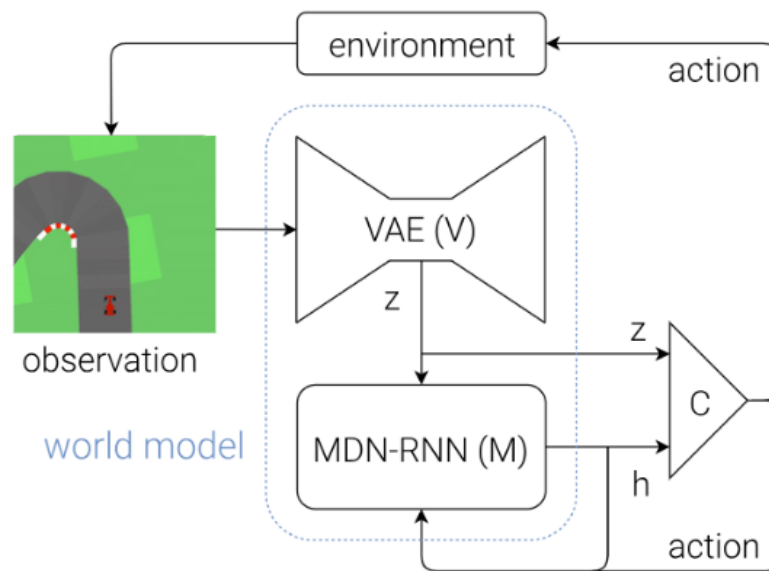 environment
action
VAE (V)
z
observation
z
C
world model
MDN-RNN (M)
h
action